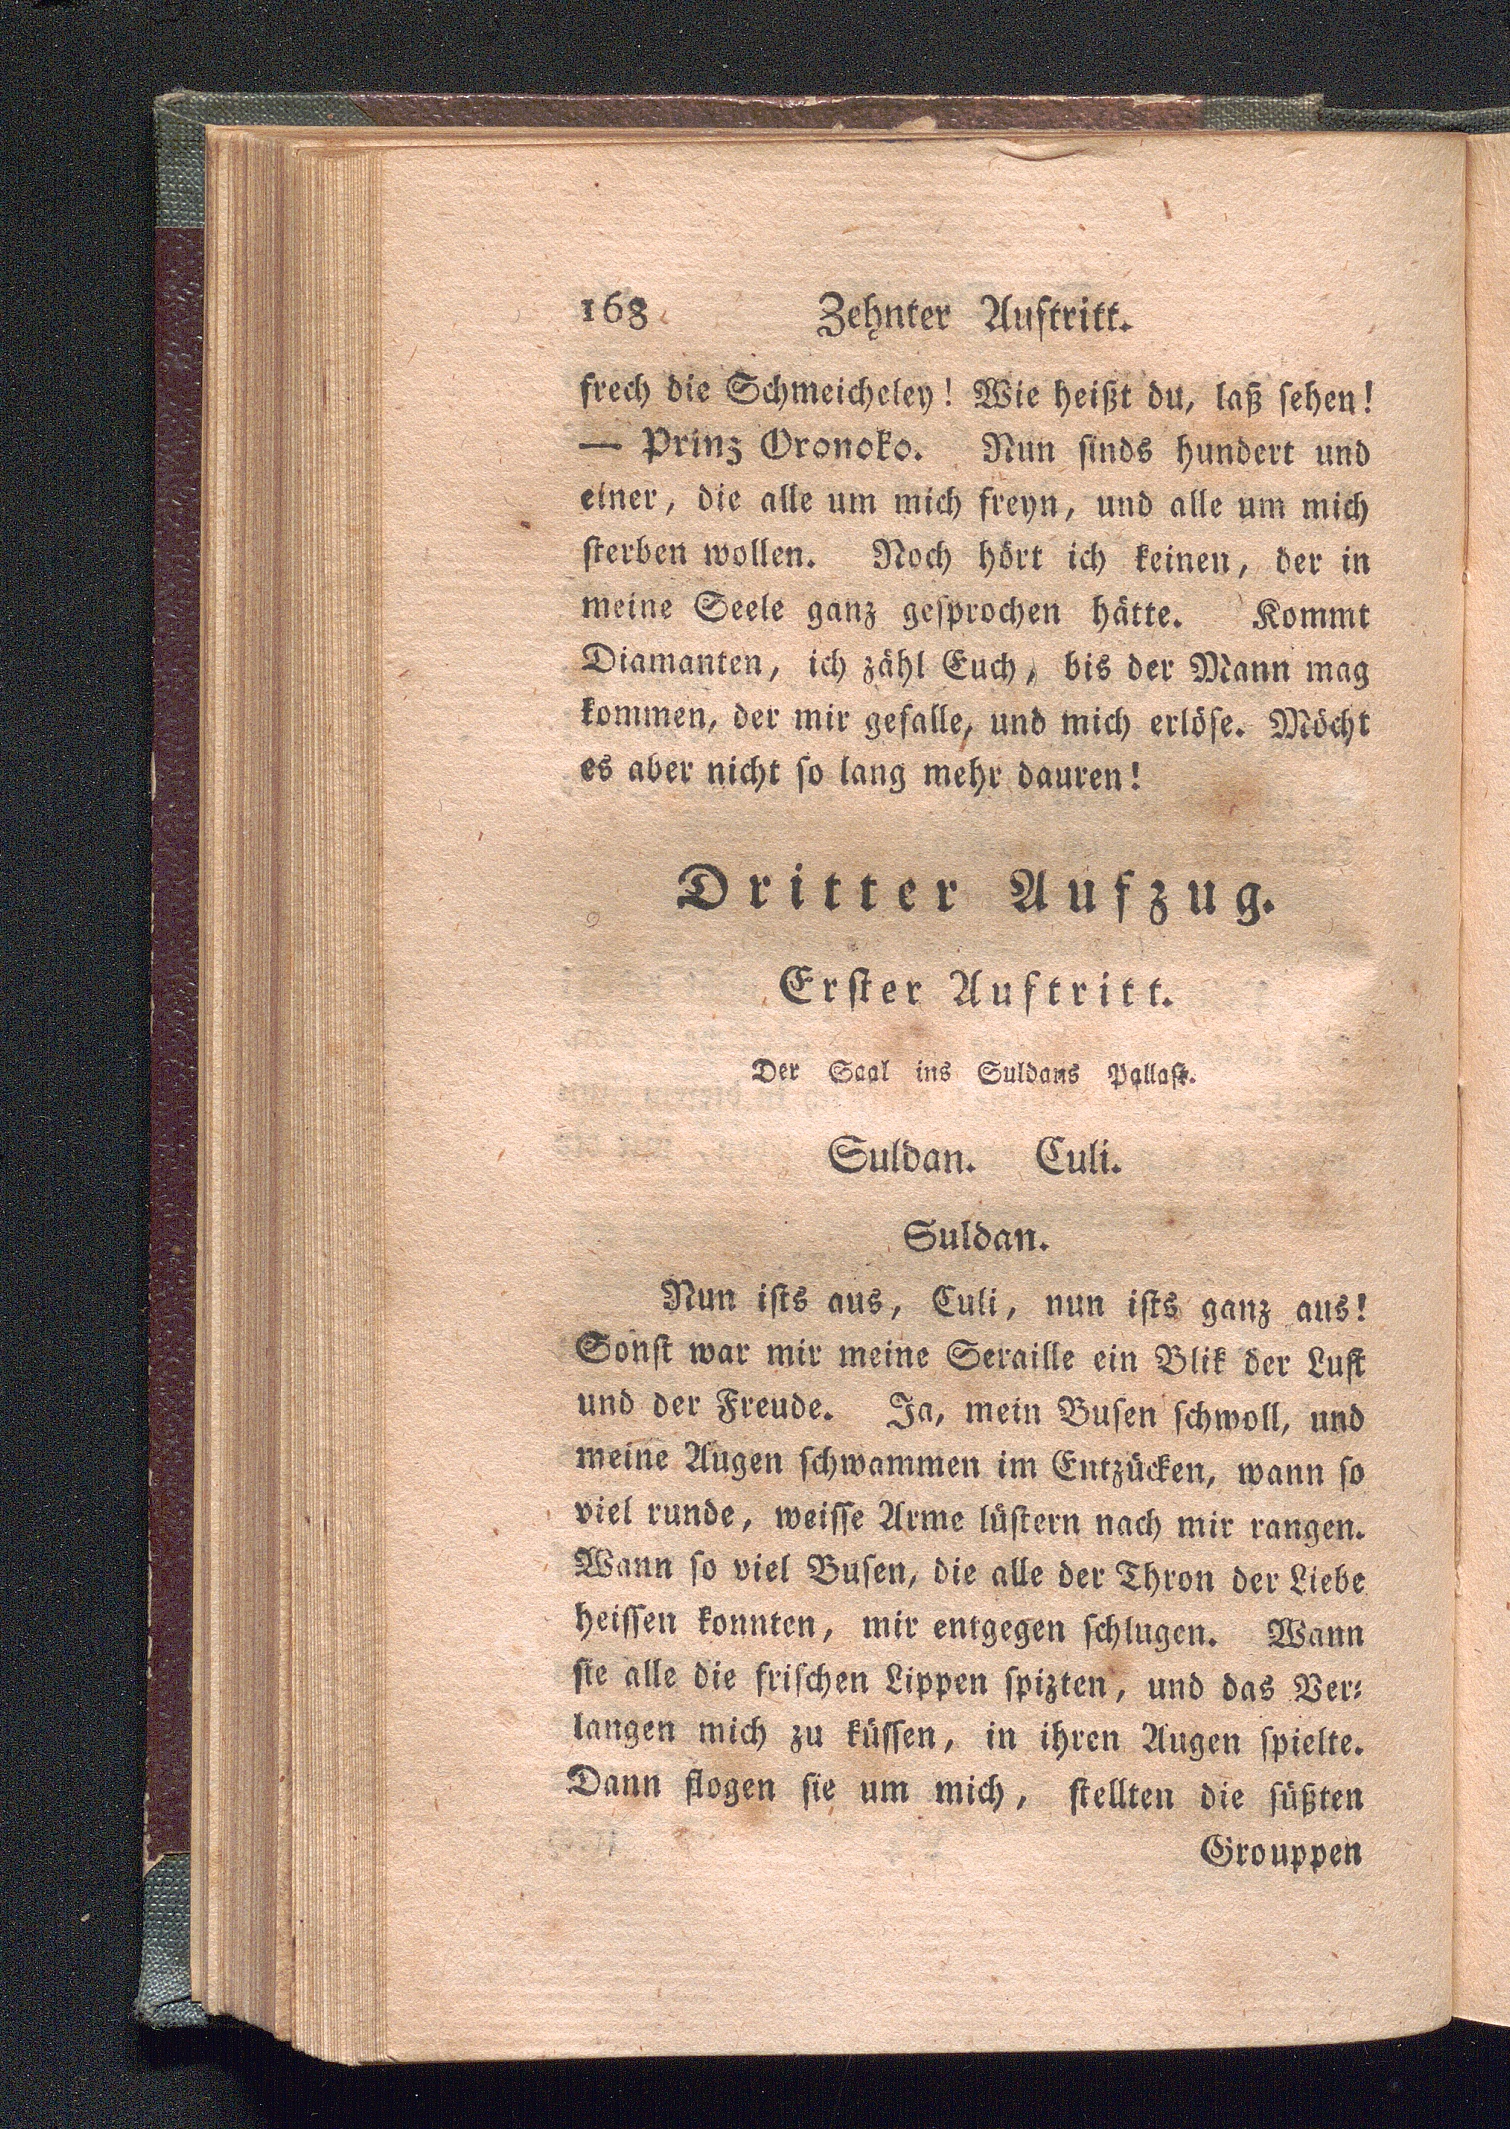 168 Zehnter Auftritt.
frech die Schmeicheley! Wie heißt du, laß ſehen!
— Prinz Oronoko. Nun ſinds hundert und
einer, die alle um mich freyn, und alle um mich
ſterben wollen. Noch hört ich keinen, der in
meine Seele ganz geſprochen hätte. Kommt
Diamanten, ich zähl Euch, bis der Mann mag
kommen, der mir gefalle, und mich erlöſe. Möcht
es aber nicht ſo lang mehr dauren!
Dritter Aufzug.
Erſter Auftritt.
Der Saal ins Suldans Pallaſt.
Suldan. Culi.
Suldan.
Nun iſts aus, Culi, nun iſts ganz aus!
Sonſt war mir meine Seraille ein Blik der Luſt
und der Freude. Ja, mein Buſen ſchwoll, und
meine Augen ſchwammen im Entzücken, wann ſo
viel runde, weiſſe Arme lüſtern nach mir rangen.
Wann ſo viel Buſen, die alle der Thron der Liebe
heiſſen konnten, mir entgegen ſchlugen. Wann
ſie alle die friſchen Lippen ſpizten, und das Ver-
langen mich zu küſſen, in ihren Augen ſpielte.
Dann flogen ſie um mich, ſtellten die ſüßten
Grouppen